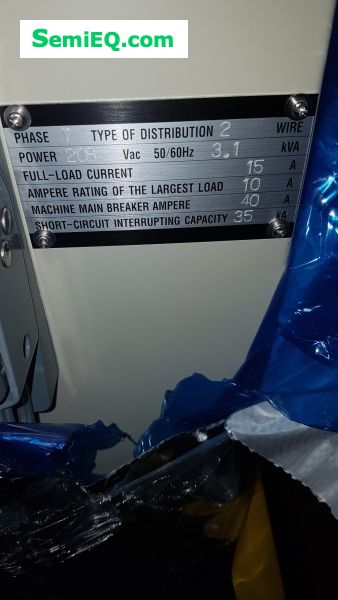 SemiEQ.com
PHASE 1 TYPE OF DISTRIBUTION 2 WIRE
POWER 208 Vac 50/60Hz 3.1 kVA
FULL-LOAD CURRENT 15 A
AMPERE RATING OF THE LARGEST LOAD 10 A
MACHINE MAIN BREAKER AMPERE 40 A
SHORT-CIRCUIT INTERRUPTING CAPACITY 35 kA